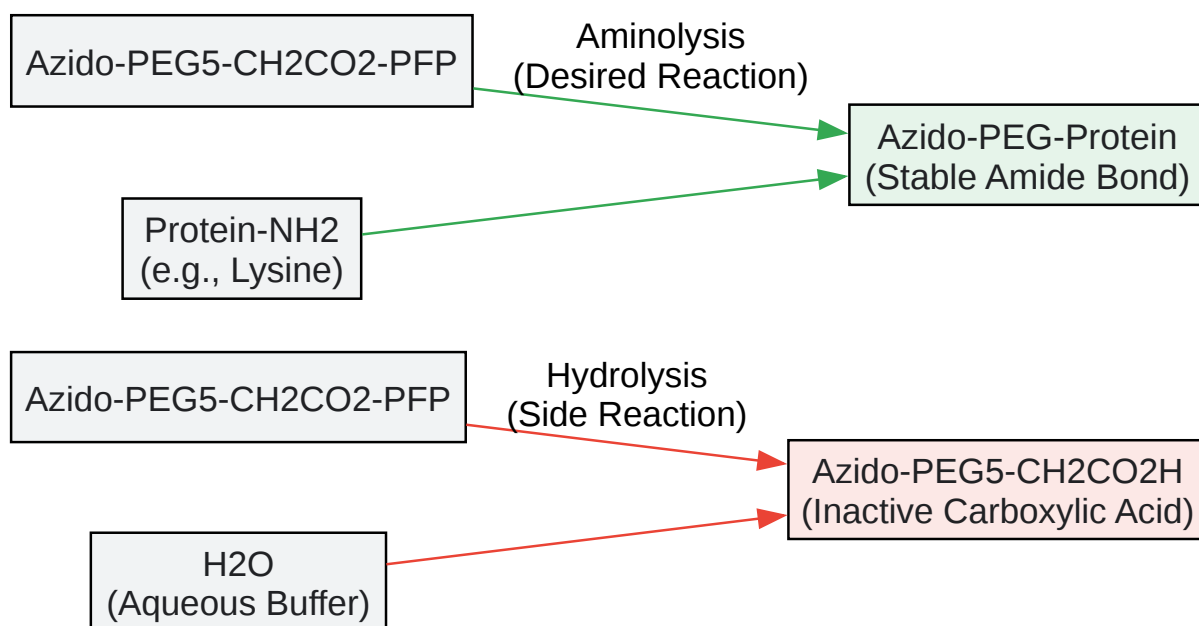 Azido-PEG5-CH2CO2-PFP
Aminolysis
(Desired Reaction)
Azido-PEG-Protein
(Stable Amide Bond)
Protein-NH2
(e.g., Lysine)
Azido-PEG5-CH2CO2-PFP
Hydrolysis
(Side Reaction)
Azido-PEG5-CH2CO2H
(Inactive Carboxylic Acid)
H2O
(Aqueous Buffer)